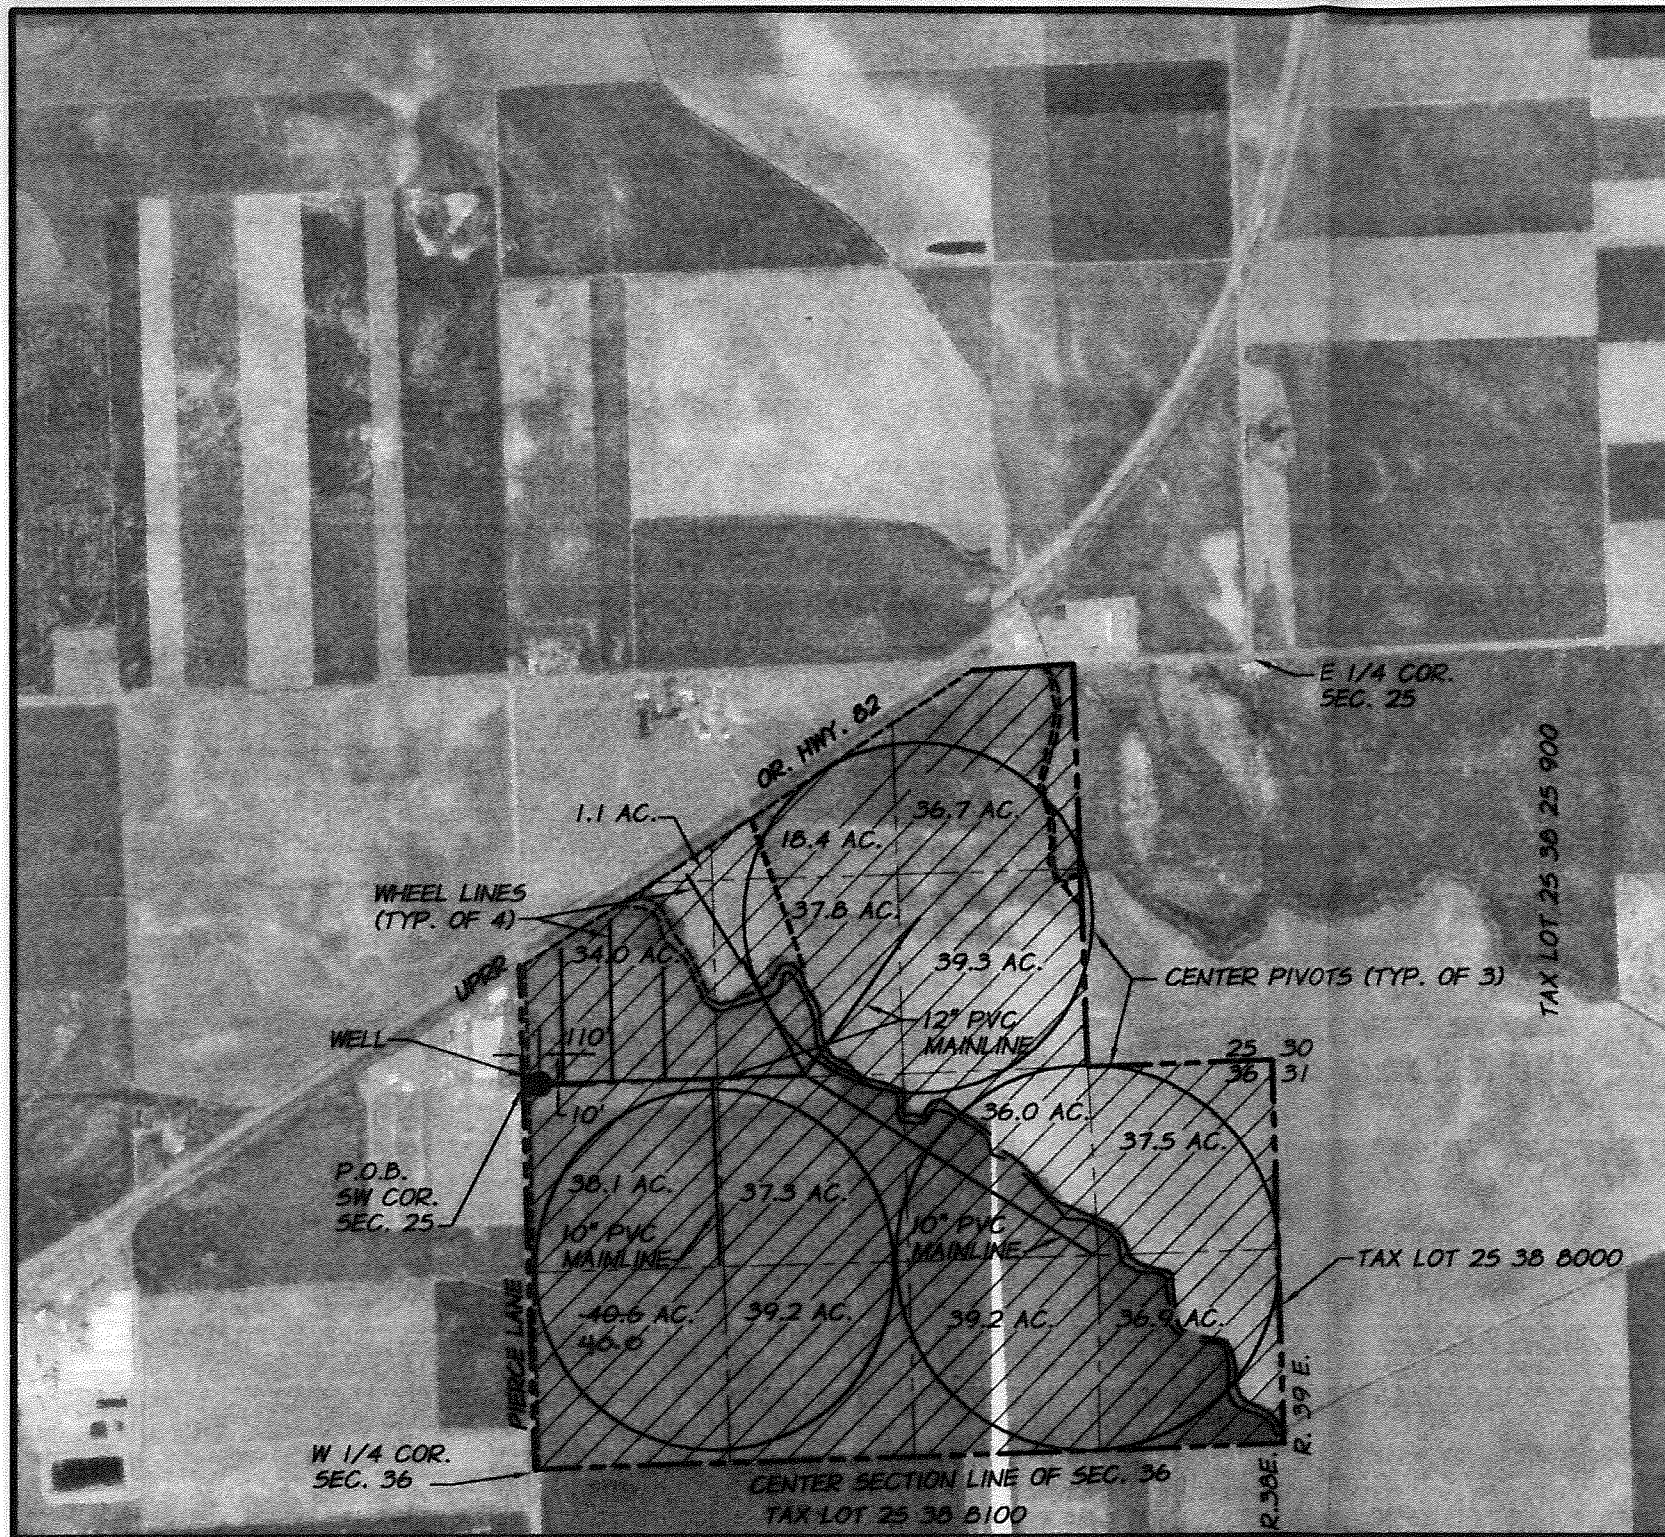 E 1/4 COR.
SEC. 25
TAX LOT 25 38 25 900
OR. HWY. 82
1.1 AC.
36.7 AC.
18.4 AC.
WHEEL LINES
(TYP. OF 4)
37.8 AC.
34.0 AC.
39.3 AC.
UPRR
CENTER PIVOTS (TYP. OF 3)
WELL
110'
12" PVC
MAINLINE
25 30
36 31
10'
36.0 AC.
37.5 AC.
P.O.B.
SW COR.
SEC. 25
38.1 AC.
37.3 AC.
10" PVC
MAINLINE
10" PVC
MAINLINE
TAX LOT 25 38 8000
40.6 AC.
40.0
39.2 AC.
39.2 AC.
36.9 AC.
PIERCE LANE
R.38E.
R. 39 E.
W 1/4 COR.
SEC. 36
CENTER SECTION LINE OF SEC. 36
TAX LOT 25 38 8100